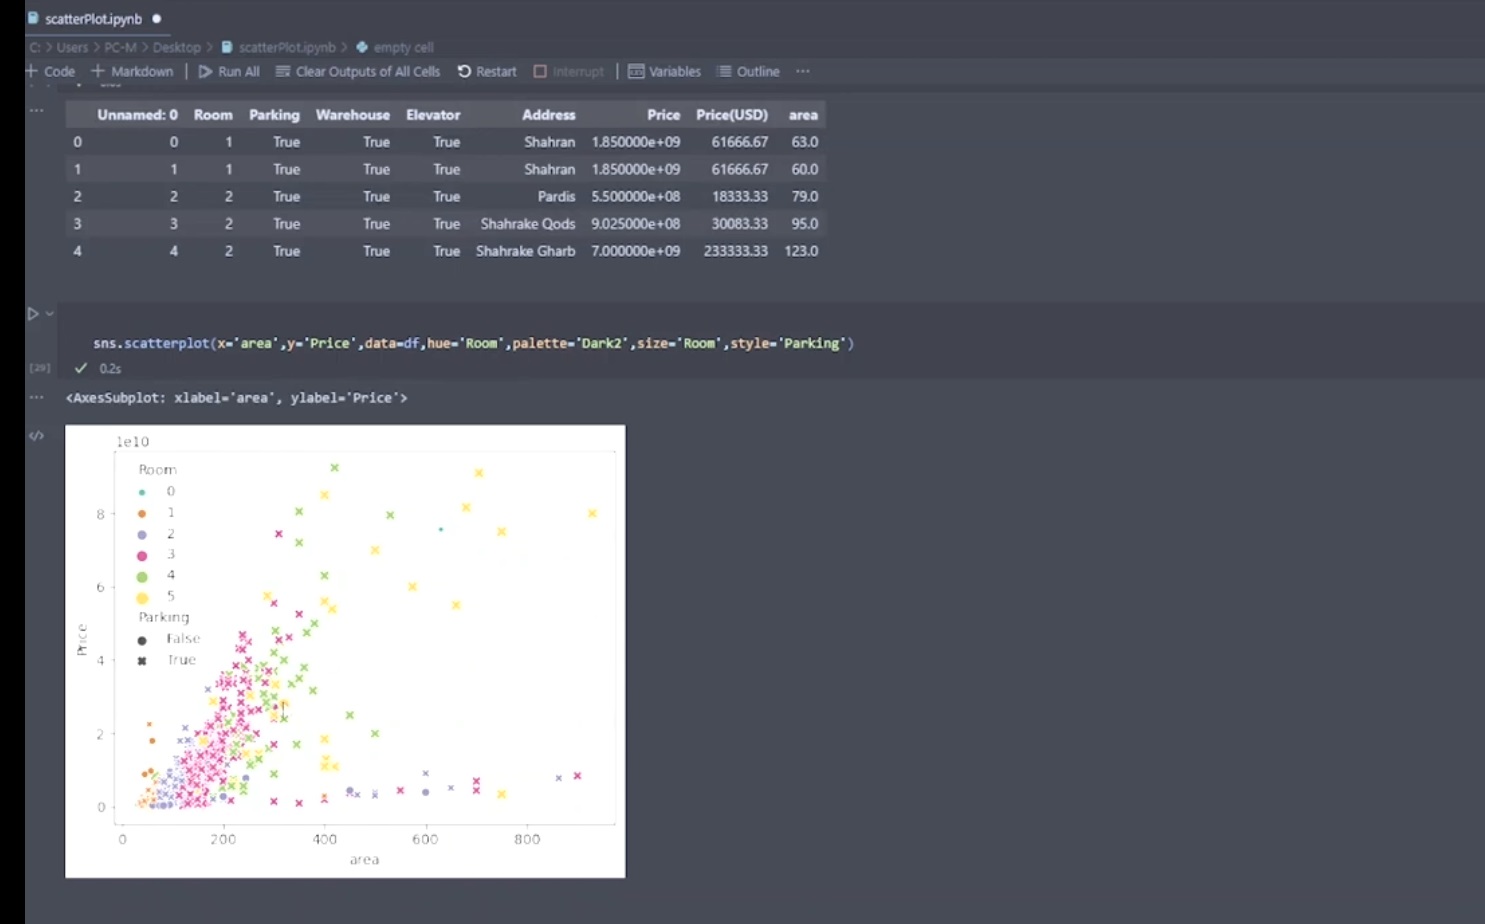 scatterPlot.ipynb
C: > Users > PC-M > Desktop > scatterPlot.ipynb > empty cell
+ Code + Markdown | Run All Clear Outputs of All Cells Restart Interrupt | Variables Outline ...
Unnamed: 0 Room Parking Warehouse Elevator Address Price Price(USD) area
0 0 1 True True True Shahran 1.850000e+09 61666.67 63.0
1 1 1 True True True Shahran 1.850000e+09 61666.67 60.0
2 2 2 True True True Pardis 5.500000e+08 18333.33 79.0
3 3 2 True True True Shahrake Qods 9.025000e+08 30083.33 95.0
4 4 2 True True True Shahrake Gharb 7.000000e+09 233333.33 123.0
sns.scatterplot(x='area',y='Price',data=df,hue='Room',palette='Dark2',size='Room',style='Parking')
[29] 0.2s
<AxesSubplot: xlabel='area', ylabel='Price'>
1e10
Room
0
1
2
3
4
5
Parking
False
True
8
6
4
2
0
Price
0 200 400 600 800
area